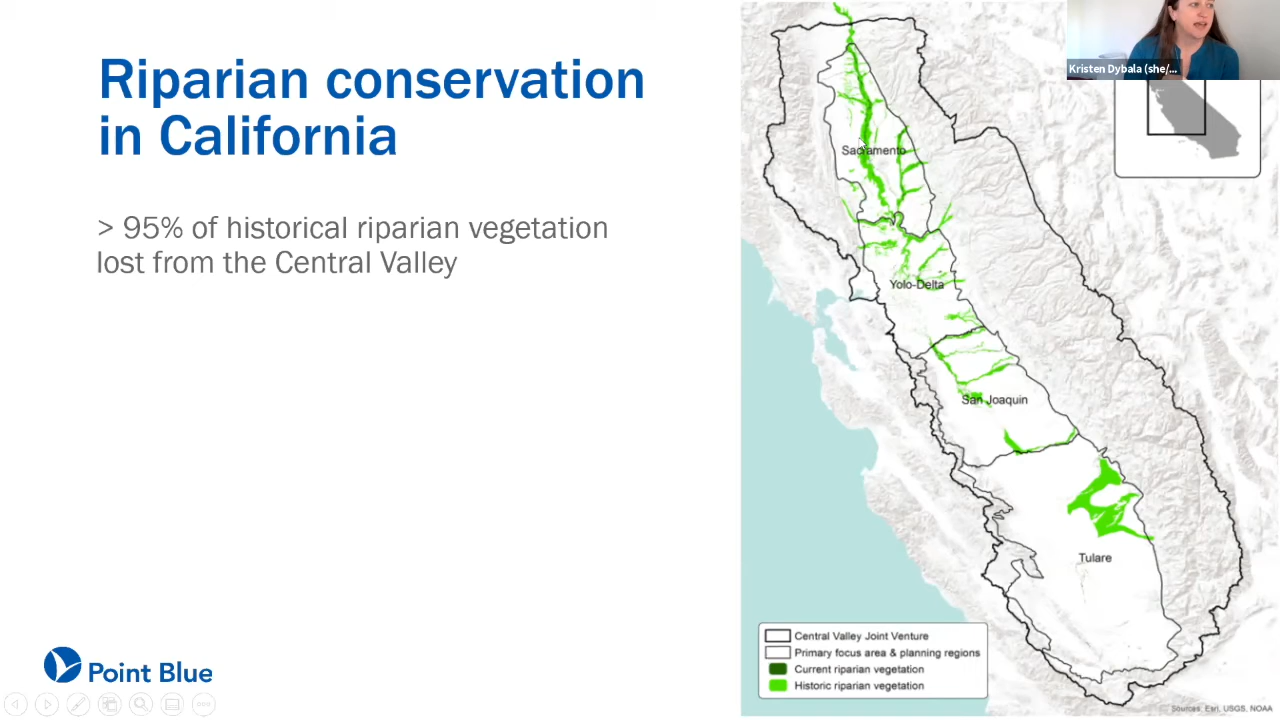 Riparian conservation
in California
> 95% of historical riparian vegetation
lost from the Central Valley
Point Blue
Kristen Dybala (she/...
Sacramento
Yolo-Delta
San Joaquin
Tulare
Central Valley Joint Venture
Primary focus area & planning regions
Current riparian vegetation
Historic riparian vegetation
Sources: Esri, USGS, NOAA